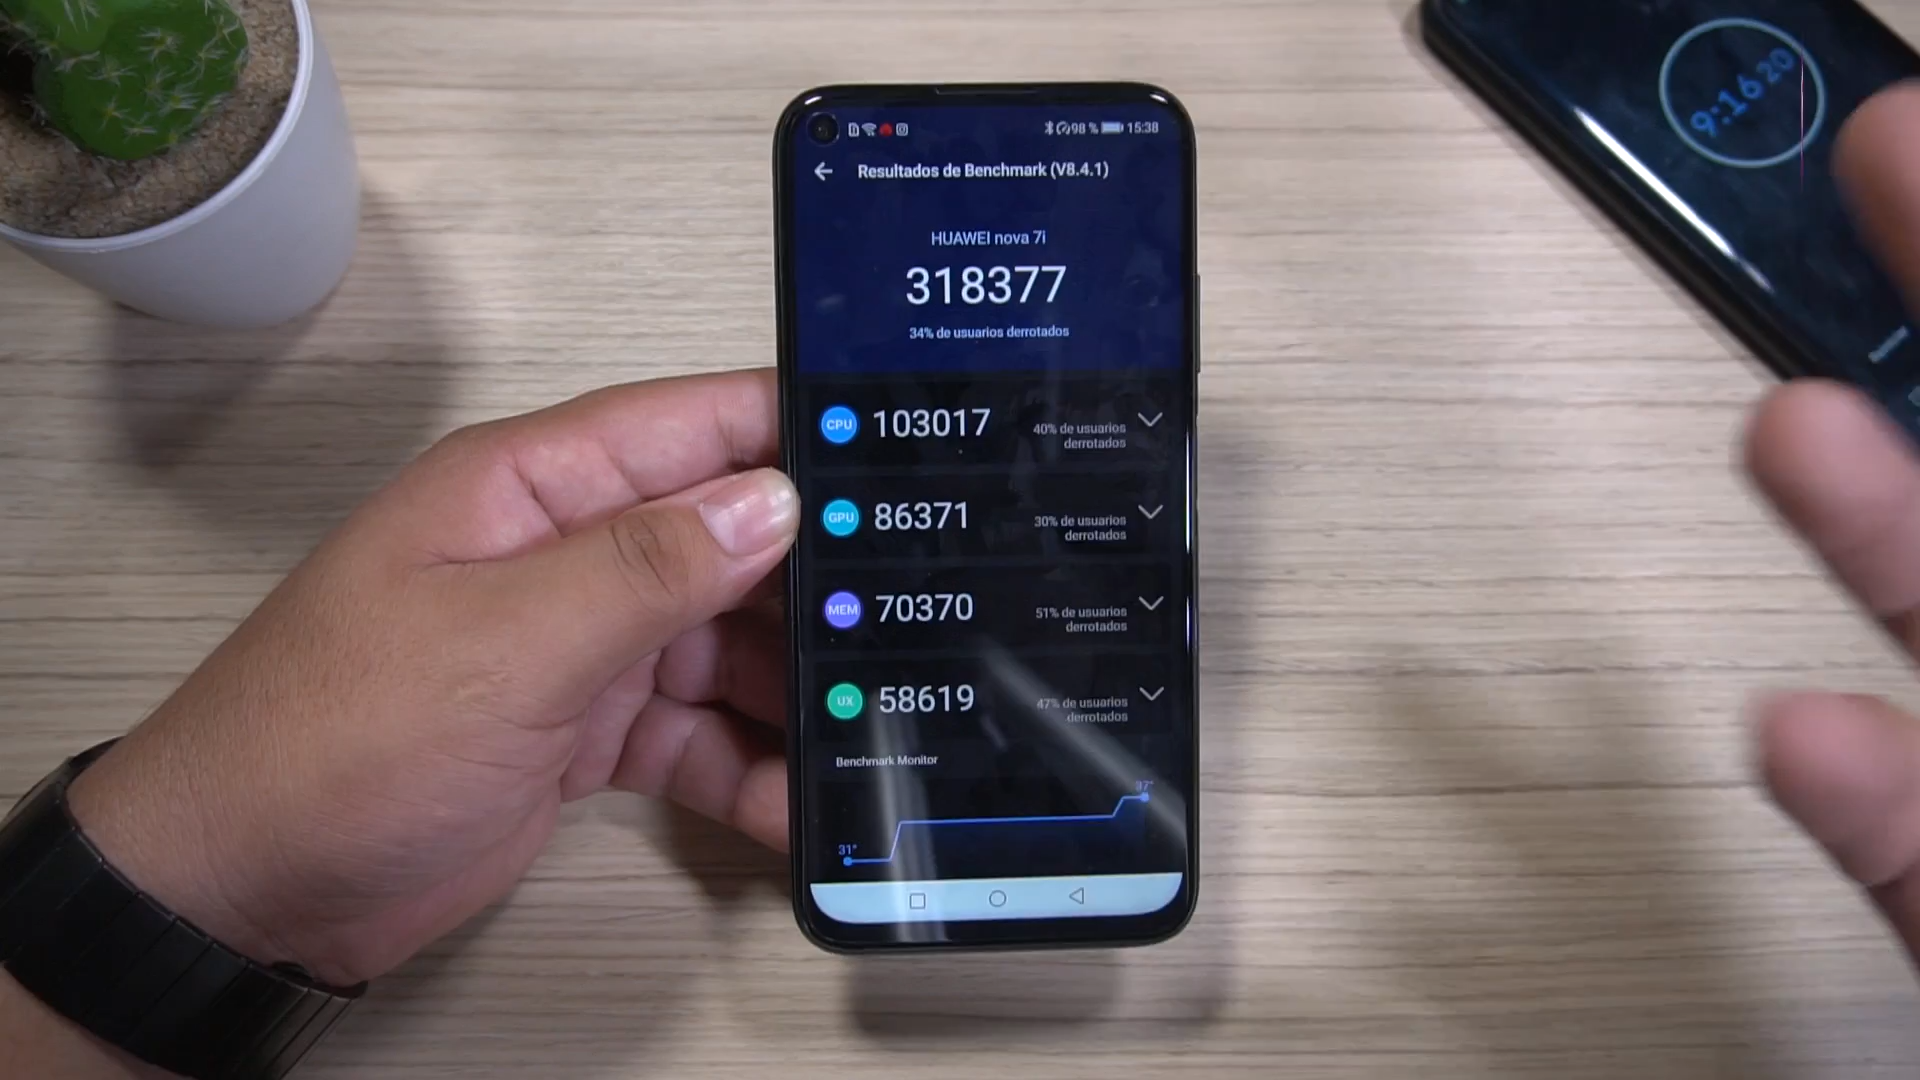 98 % 15:38
Resultados de Benchmark (V8.4.1)
HUAWEI nova 7i
318377
34% de usuarios derrotados
CPU 103017 40% de usuarios
derrotados
GPU 86371 30% de usuarios
derrotados
MEM 70370 51% de usuarios
derrotados
UX 58619 47% de usuarios
derrotados
Benchmark Monitor
37°
31°
9:16 20